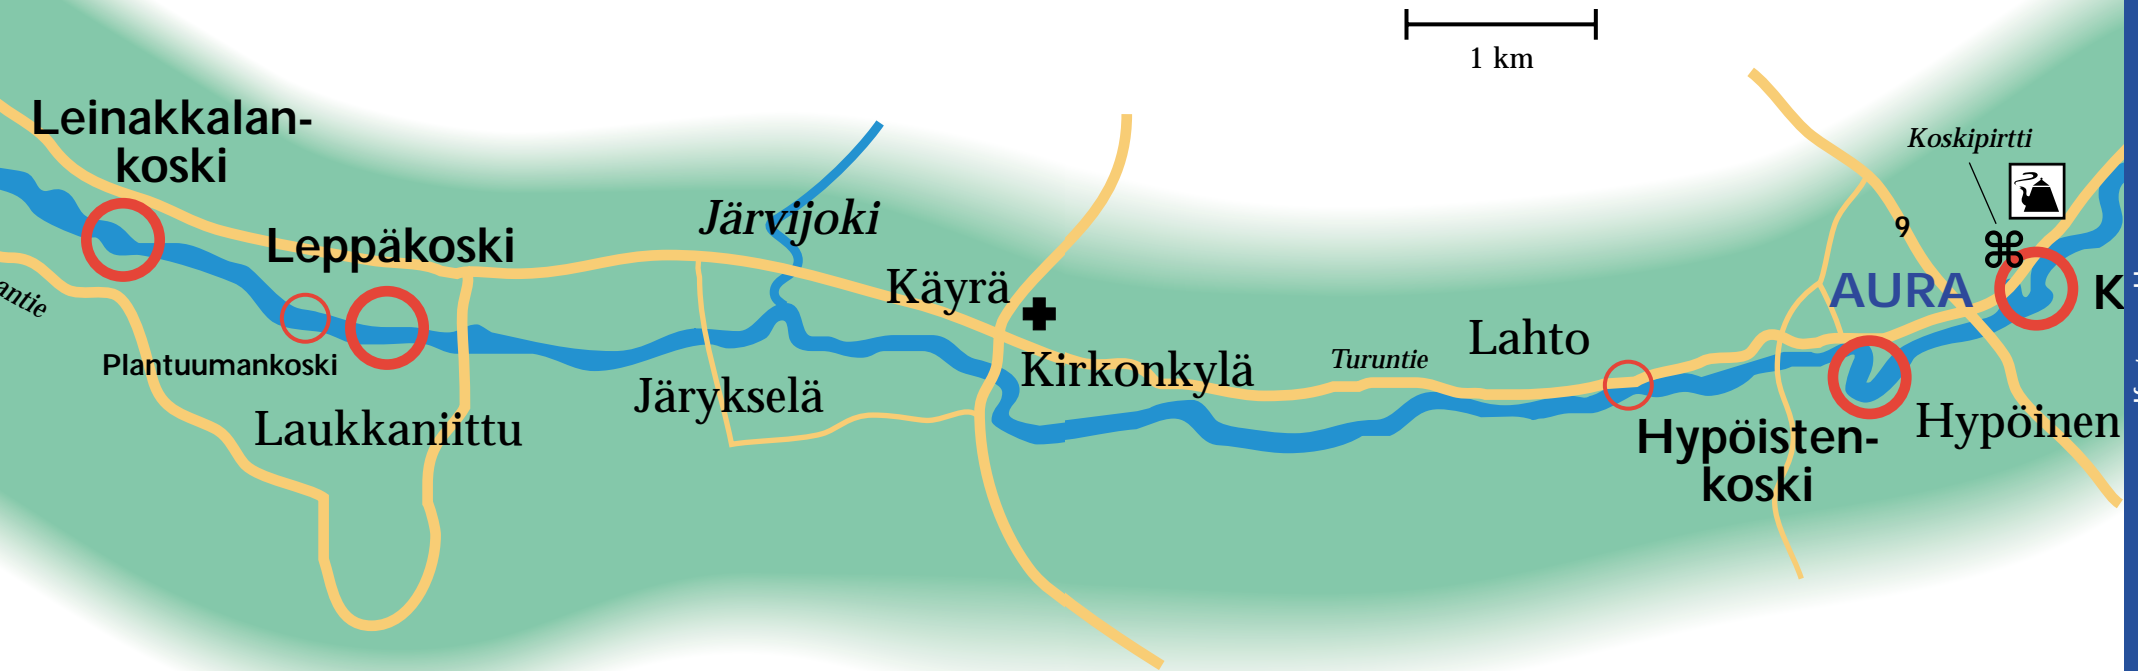 1 km
Leinakkalan-
koski
Koskipirtti
Järvijoki
9
Leppäkoski
Käyrä
AURA
K
antie
Lahto
Plantuumankoski
Kirkonkylä
Turuntie
Järykselä
Laukkaniittu
Hypöisten-
koski
Hypöinen